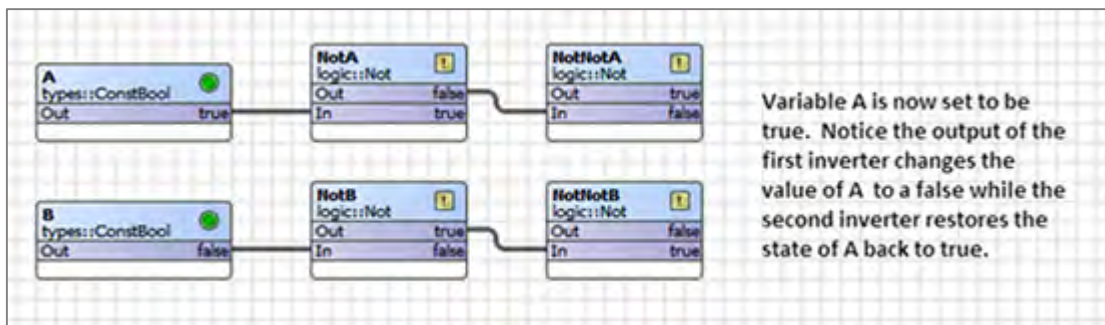 A
types::ConstBool
Out true
NotA
logic::Not
!
Out false
In true
NotNotA
logic::Not
!
Out true
In false
B
types::ConstBool
Out false
NotB
logic::Not
!
Out true
In false
NotNotB
logic::Not
!
Out false
In true
Variable A is now set to be
true. Notice the output of the
first inverter changes the
value of A to a false while the
second inverter restores the
state of A back to true.